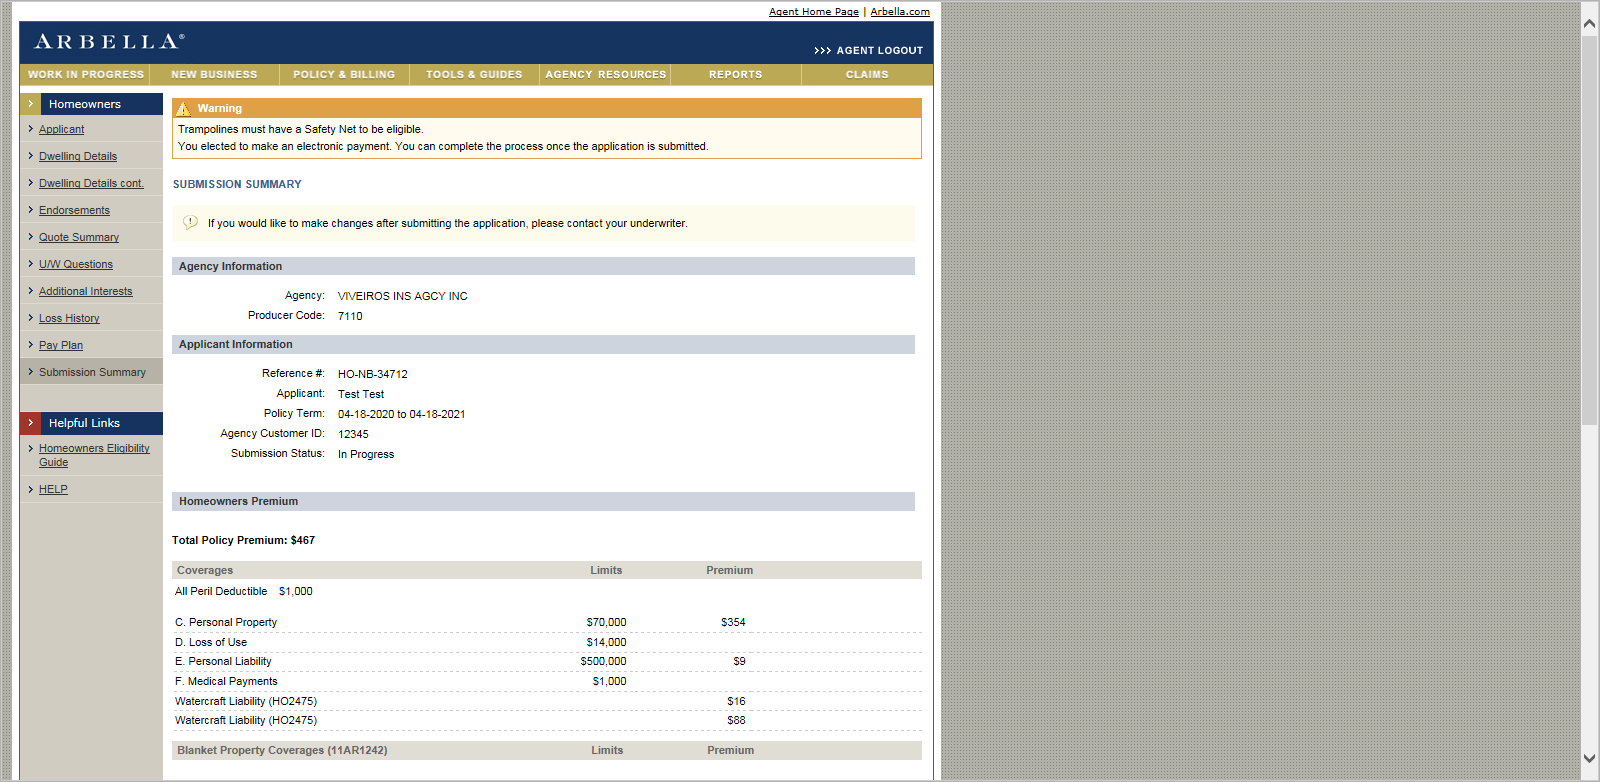 Agent Home Page | Arbella.com
ARBELLA®
>>> AGENT LOGOUT
WORK IN PROGRESS NEW BUSINESS POLICY & BILLING TOOLS & GUIDES AGENCY RESOURCES REPORTS CLAIMS
Homeowners
Applicant
Dwelling Details
Dwelling Details cont.
Endorsements
Quote Summary
U/W Questions
Additional Interests
Loss History
Pay Plan
Submission Summary
Helpful Links
Homeowners Eligibility
Guide
HELP
Warning
Trampolines must have a Safety Net to be eligible.
You elected to make an electronic payment. You can complete the process once the application is submitted.
SUBMISSION SUMMARY
If you would like to make changes after submitting the application, please contact your underwriter.
Agency Information
Agency: VIVEIROS INS AGCY INC
Producer Code: 7110
Applicant Information
Reference #: HO-NB-34712
Applicant: Test Test
Policy Term: 04-18-2020 to 04-18-2021
Agency Customer ID: 12345
Submission Status: In Progress
Homeowners Premium
Total Policy Premium: $467
Coverages Limits Premium
All Peril Deductible $1,000
C. Personal Property $70,000 $354
D. Loss of Use $14,000
E. Personal Liability $500,000 $9
F. Medical Payments $1,000
Watercraft Liability (HO2475) $16
Watercraft Liability (HO2475) $88
Blanket Property Coverages (11AR1242) Limits Premium